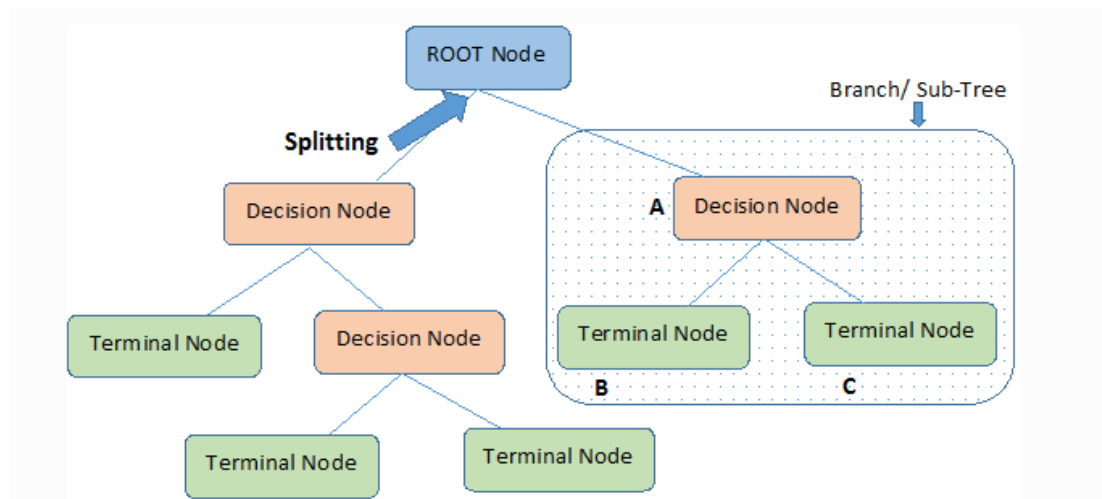 ROOT Node
Branch/ Sub-Tree
Splitting
Decision Node
A
Decision Node
Terminal Node
Decision Node
Terminal Node
Terminal Node
B
C
Terminal Node
Terminal Node